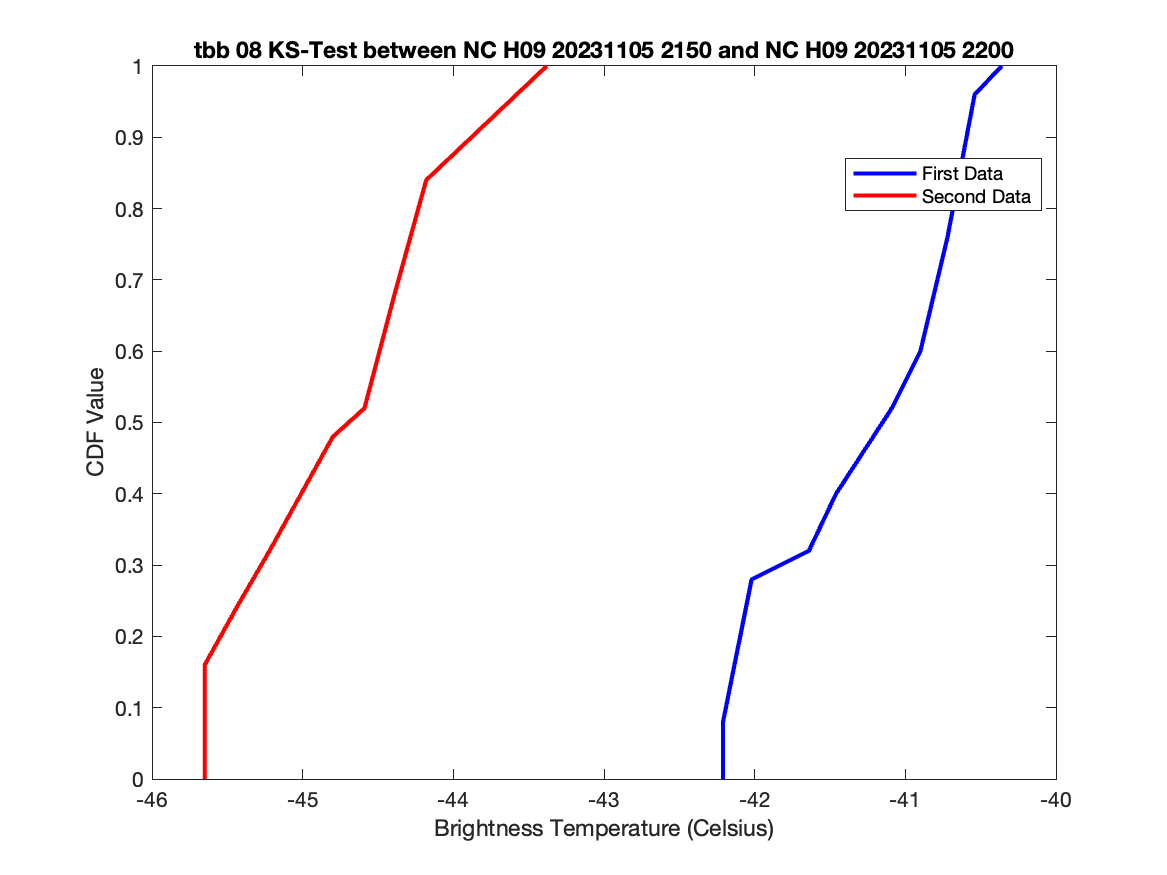 tbb 08 KS-Test between NC H09 20231105 2150 and NC H09 20231105 2200
1
0.9
0.8
0.7
0.6
0.5
0.4
0.3
0.2
0.1
0
CDF Value
First Data
Second Data
-46 -45 -44 -43 -42 -41 -40
Brightness Temperature (Celsius)